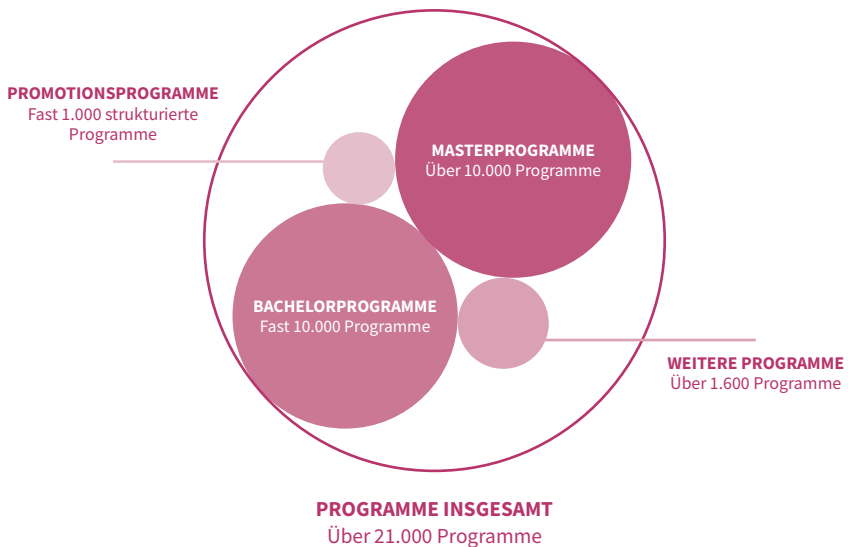 PROMOTIONSPROGRAMME
Fast 1.000 strukturierte
Programme
MASTERPROGRAMME
Über 10.000 Programme
BACHELORPROGRAMME
Fast 10.000 Programme
WEITERE PROGRAMME
Über 1.600 Programme
PROGRAMME INSGESAMT
Über 21.000 Programme